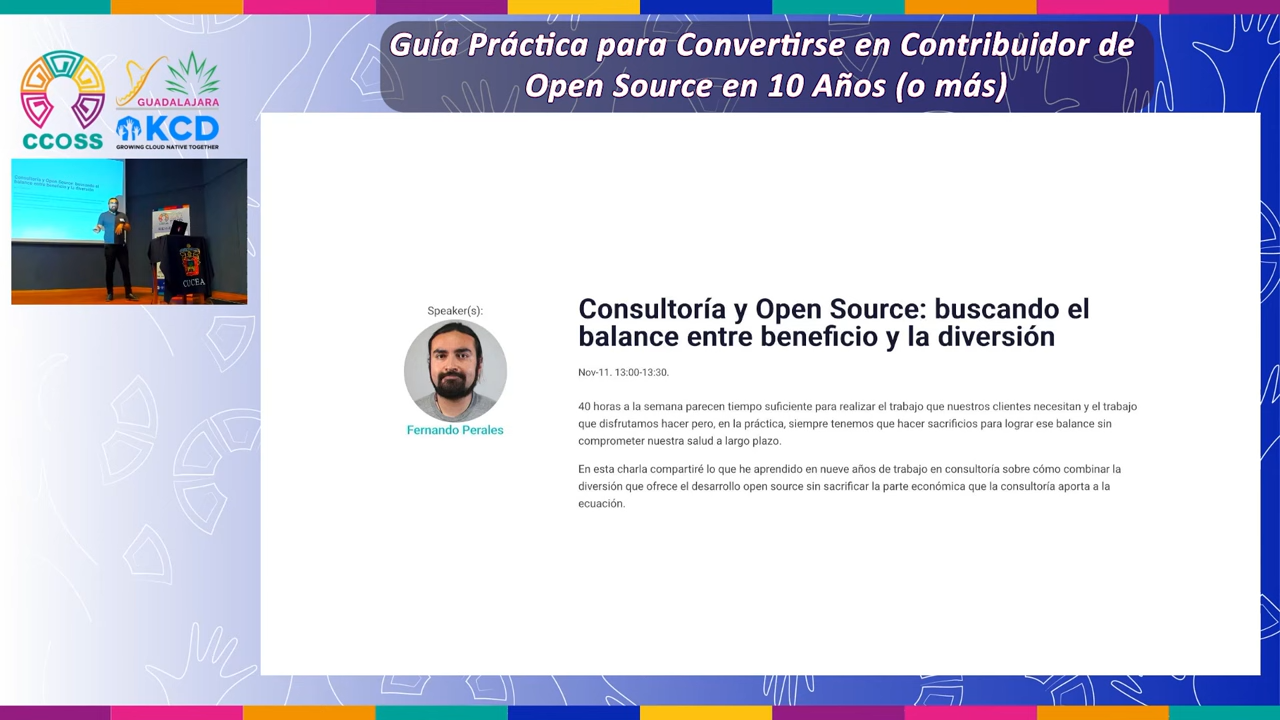 Guía Práctica para Convertirse en Contribuidor de
Open Source en 10 Años (o más)
CCOSS
GUADALAJARA
KCD
GROWING CLOUD NATIVE TOGETHER
CUCEA
Speaker(s):
Fernando Perales
Consultoría y Open Source: buscando el
balance entre beneficio y la diversión
Nov-11. 13:00-13:30.
40 horas a la semana parecen tiempo suficiente para realizar el trabajo que nuestros clientes necesitan y el trabajo
que disfrutamos hacer pero, en la práctica, siempre tenemos que hacer sacrificios para lograr ese balance sin
comprometer nuestra salud a largo plazo.
En esta charla compartiré lo que he aprendido en nueve años de trabajo en consultoría sobre cómo combinar la
diversión que ofrece el desarrollo open source sin sacrificar la parte económica que la consultoría aporta a la
ecuación.